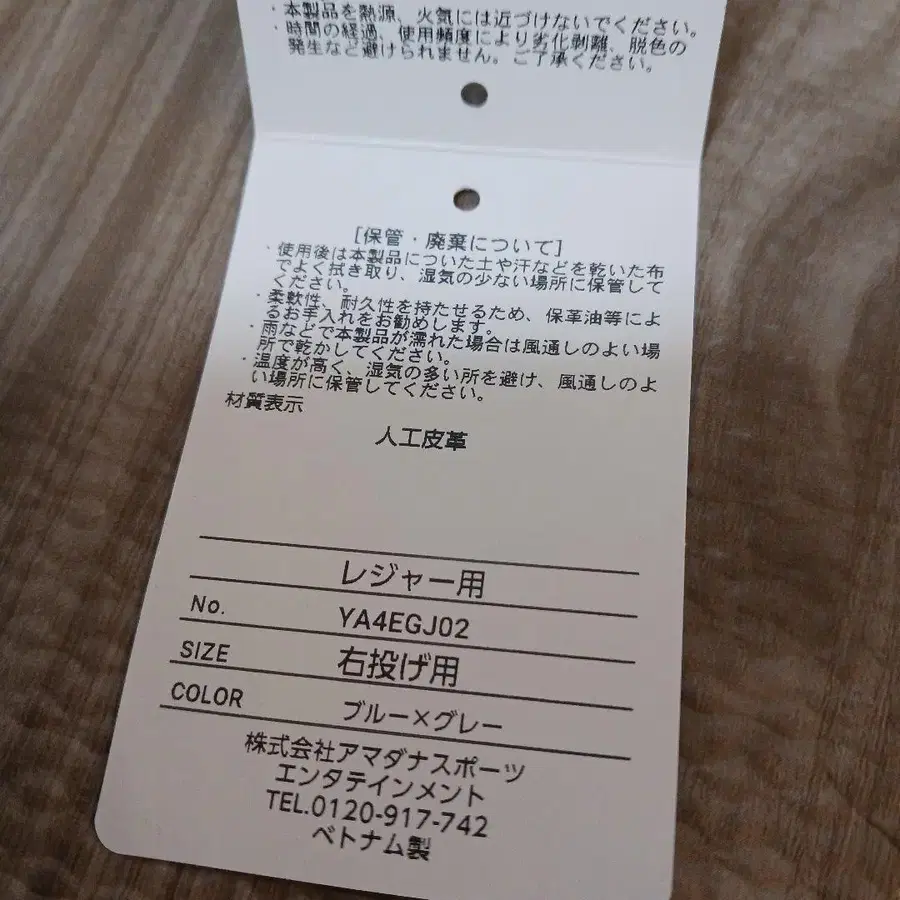 ・本製品を熱源、火気には近づけないでください。
・時間の経過、使用頻度により劣化剥離、脱色の
発生など避けられません。ご了承ください。
[保管・廃棄について]
・使用後は本製品についた土や汗などを乾いた布
でよく拭き取り、湿気の少ない場所に保管して
ください。
・柔軟性、耐久性を持たせるため、保革油等によ
るお手入れをお勧めします。
・雨などで本製品が濡れた場合は風通しのよい場
所で乾かしてください。
・温度が高く、湿気の多い所を避け、風通しのよ
い場所に保管してください。
材質表示
人工皮革
レジャー用
No. YA4EGJ02
SIZE 右投げ用
COLOR ブルー×グレー
株式会社アマダナスポーツ
エンタテインメント
TEL.0120-917-742
ベトナム製